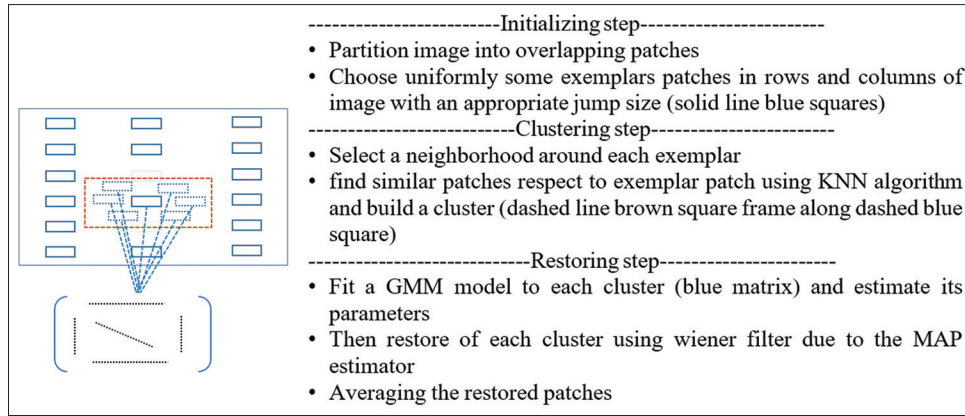 ------------------------Initializing step-----------------------
• Partition image into overlapping patches
• Choose uniformly some exemplars patches in rows and columns of
image with an appropriate jump size (solid line blue squares)
--------------------------Clustering step-----------------------
• Select a neighborhood around each exemplar
• find similar patches respect to exemplar patch using KNN algorithm
and build a cluster (dashed line brown square frame along dashed blue
square)
----------------------------Restoring step----------------------
• Fit a GMM model to each cluster (blue matrix) and estimate its
parameters
• Then restore of each cluster using wiener filter due to the MAP
estimator
• Averaging the restored patches